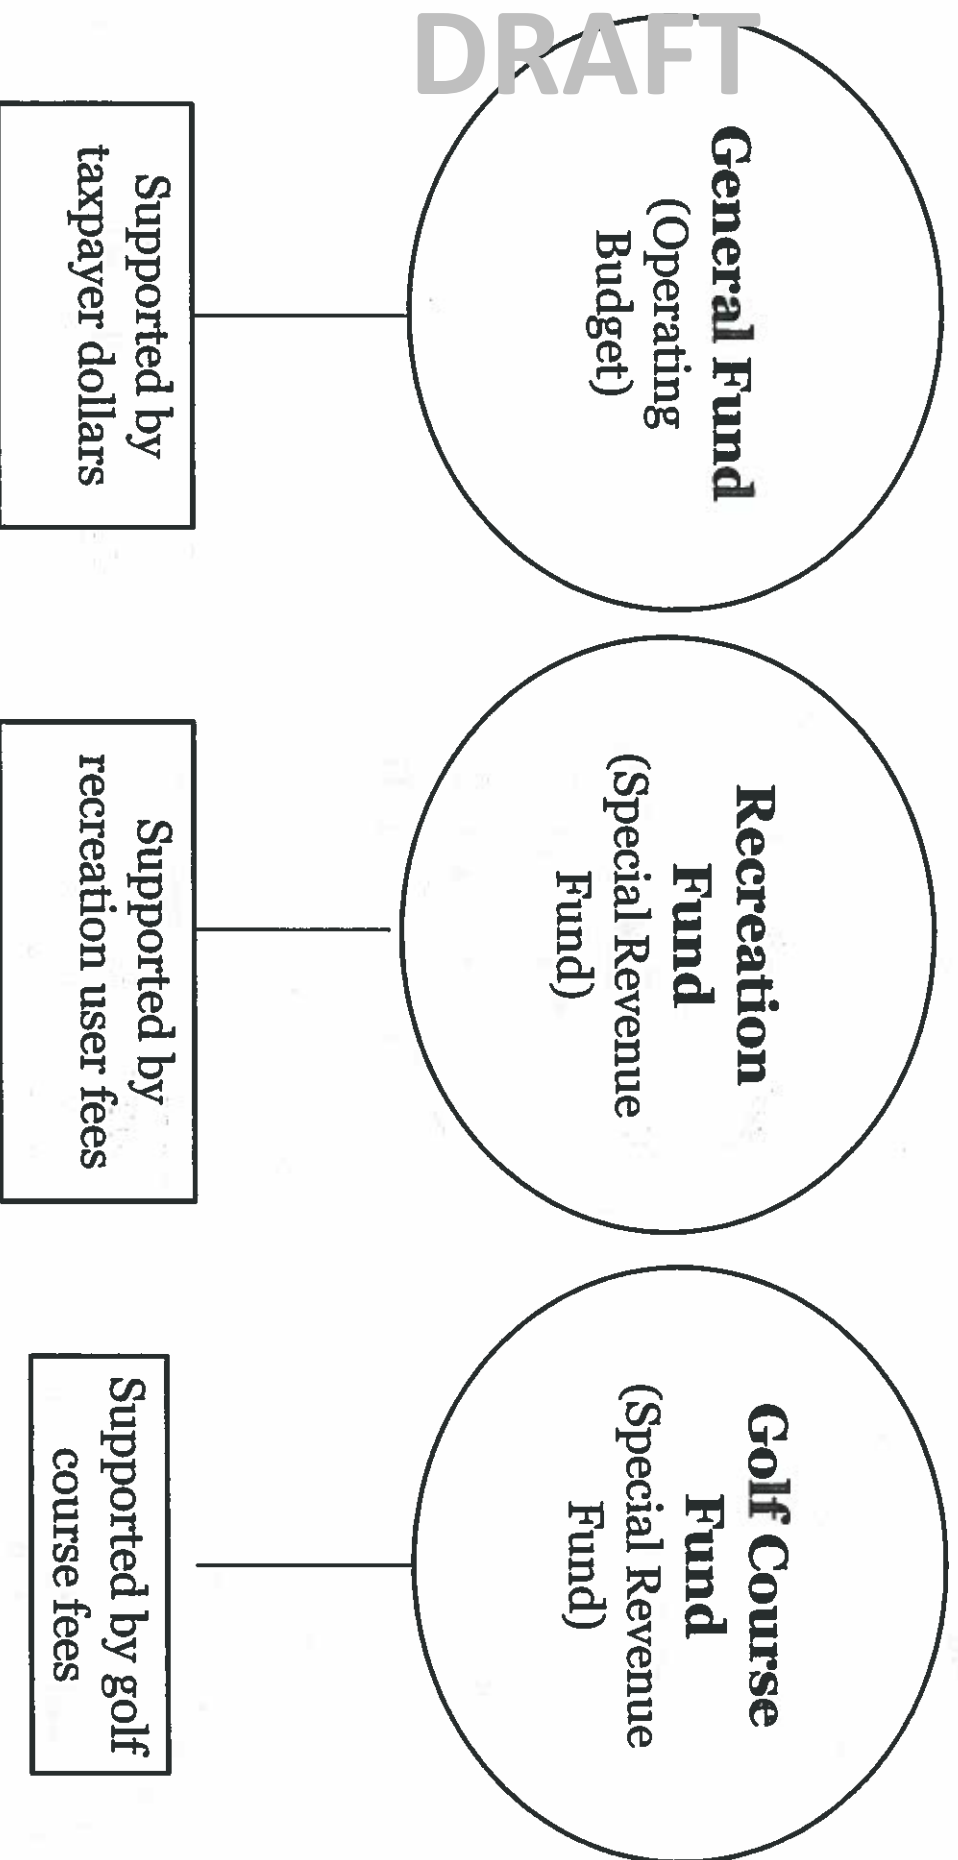 DRAFT
General Fund
(Operating
Budget)
Supported by
taxpayer dollars
Recreation
Fund
(Special Revenue
Fund)
Supported by
recreation user fees
Golf Course
Fund
(Special Revenue
Fund)
Supported by golf
course fees